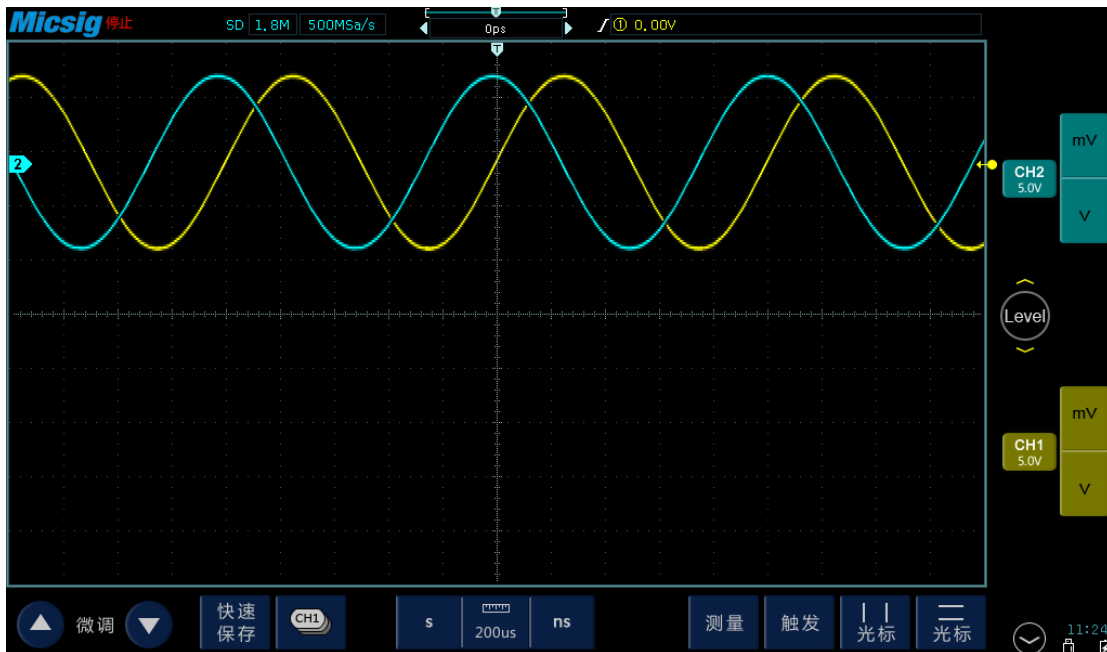 Micsig 停止 SD 1.8M 500MSa/s 0ps ① 0.00V
T
T
2
mV
CH2
5.0V
V
Level
mV
CH1
5.0V
V
微调
快速
保存
CH1
s
200us
ns
测量
触发
光标
光标
11:24